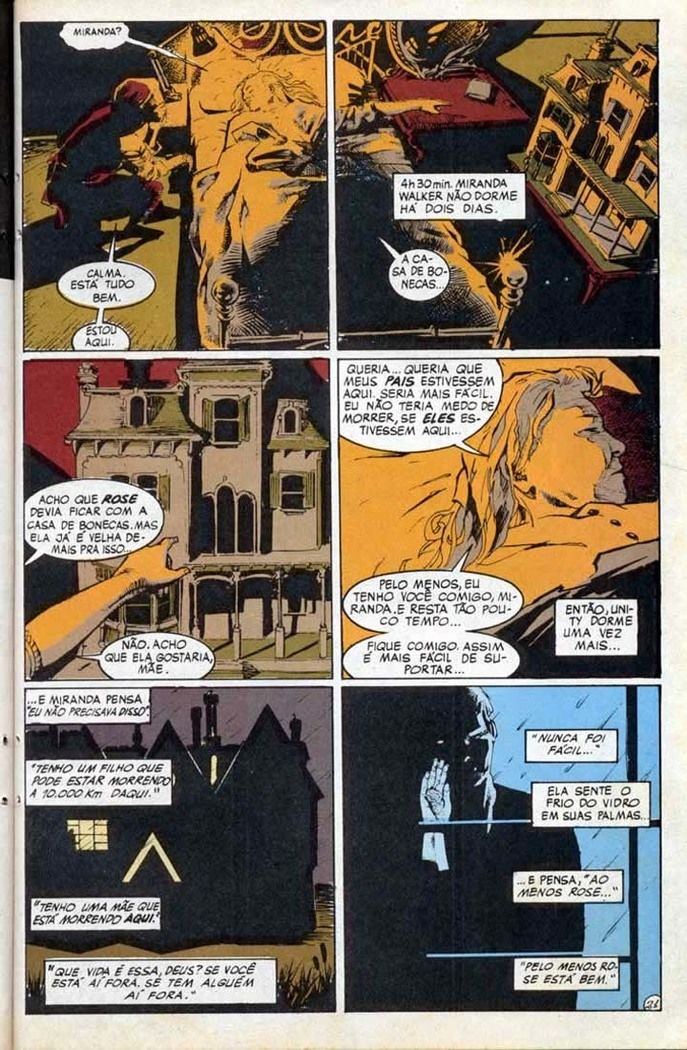 MIRANDA?
CALMA.
ESTÁ TUDO
BEM.
ESTOU
AQUI.
4h 30min. MIRANDA
WALKER NÃO DORME
HÁ DOIS DIAS.
A CA-
SA DE BO-
NECAS...
ACHO QUE ROSE
DEVIA FICAR COM A
CASA DE BONECAS. MAS
ELA JÁ É VELHA DE-
MAIS PRA ISSO...
NÃO. ACHO
QUE ELA GOSTARIA,
MÃE.
QUERIA... QUERIA QUE
MEUS PAIS ESTIVESSEM
AQUI. SERIA MAIS FÁCIL.
EU NÃO TERIA MEDO DE
MORRER, SE ELES ES-
TIVESSEM AQUI...
PELO MENOS, EU
TENHO VOCÊ COMIGO, MI-
RANDA. E RESTA TÃO POU-
CO TEMPO...
FIQUE COMIGO. ASSIM
É MAIS FÁCIL DE SU-
PORTAR...
ENTÃO, UNI-
TY DORME
UMA VEZ
MAIS...
...E MIRANDA PENSA
"EU NÃO PRECISAVA DISSO".
"TENHO UM FILHO QUE
PODE ESTAR MORRENDO
A 10.000 Km DAQUI."
"TENHO UMA MÃE QUE
ESTÁ MORRENDO AQUI."
"QUE VIDA É ESSA, DEUS? SE VOCÊ
ESTÁ AÍ FORA. SE TEM ALGUÉM
AÍ FORA."
"NUNCA FOI
FÁCIL..."
ELA SENTE O
FRIO DO VIDRO
EM SUAS PALMAS...
...E PENSA, "AO
MENOS ROSE..."
"PELO MENOS RO-
SE ESTÁ BEM."
26